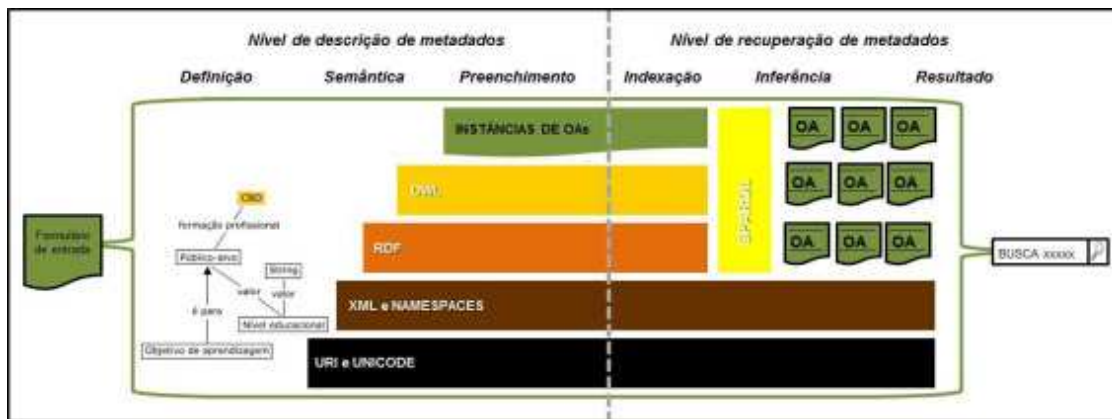 Nível de descrição de metadados
Nível de recuperação de metadados
Definição
Semântica
Preenchimento
Indexação
Inferência
Resultado
INSTÂNCIAS DE OAs
OA OA OA
OWL
OA OA OA
formação profissional
Formulário
de entrada
RDF
Público-alvo
String
OA OA OA
BUSCA xxxxx
valor
valor
é para
XML e NAMESPACES
Nível educacional
Objetivo de aprendizagem
URI e UNICODE